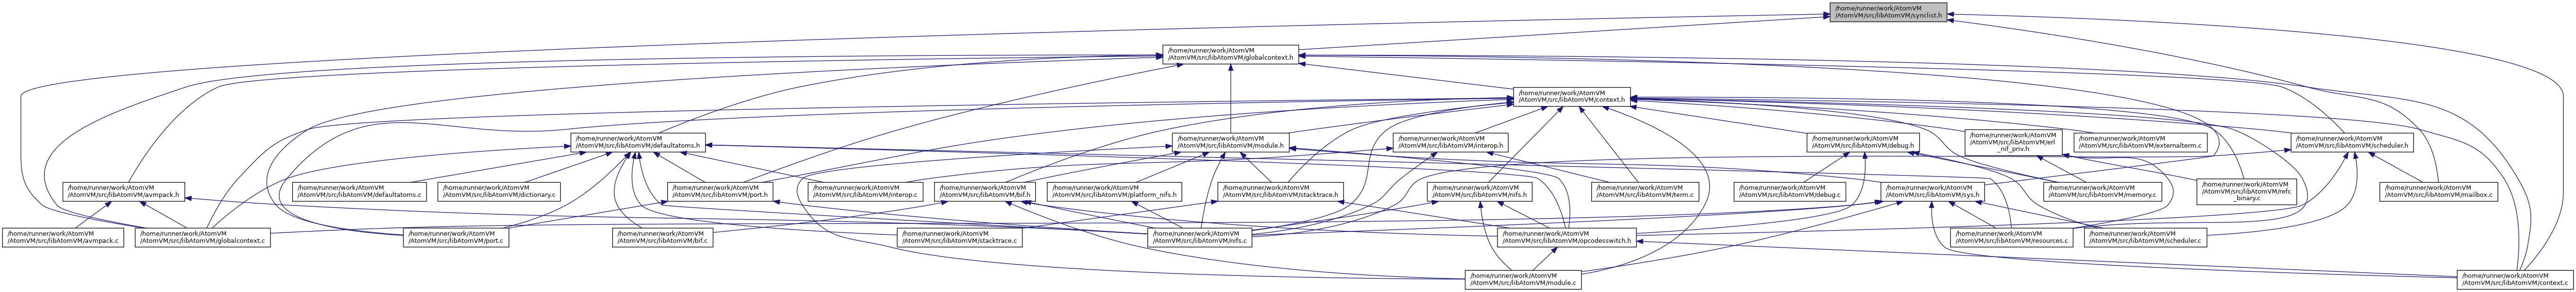 /home/runner/work/AtomVM
/AtomVM/src/libAtomVM/synclist.h
/home/runner/work/AtomVM
/AtomVM/src/libAtomVM/globalcontext.h
/home/runner/work/AtomVM
/AtomVM/src/libAtomVM/context.h
/home/runner/work/AtomVM
/AtomVM/src/libAtomVM/defaultatoms.h
/home/runner/work/AtomVM
/AtomVM/src/libAtomVM/module.h
/home/runner/work/AtomVM
/AtomVM/src/libAtomVM/interop.h
/home/runner/work/AtomVM
/AtomVM/src/libAtomVM/debug.h
/home/runner/work/AtomVM
/AtomVM/src/libAtomVM/erl
_nif_priv.h
/home/runner/work/AtomVM
/AtomVM/src/libAtomVM/externalterm.c
/home/runner/work/AtomVM
/AtomVM/src/libAtomVM/scheduler.h
/home/runner/work/AtomVM
/AtomVM/src/libAtomVM/avmpack.h
/home/runner/work/AtomVM
/AtomVM/src/libAtomVM/defaultatoms.c
/home/runner/work/AtomVM
/AtomVM/src/libAtomVM/dictionary.c
/home/runner/work/AtomVM
/AtomVM/src/libAtomVM/port.h
/home/runner/work/AtomVM
/AtomVM/src/libAtomVM/interop.c
/home/runner/work/AtomVM
/AtomVM/src/libAtomVM/bif.h
/home/runner/work/AtomVM
/AtomVM/src/libAtomVM/platform_nifs.h
/home/runner/work/AtomVM
/AtomVM/src/libAtomVM/stacktrace.h
/home/runner/work/AtomVM
/AtomVM/src/libAtomVM/nifs.h
/home/runner/work/AtomVM
/AtomVM/src/libAtomVM/term.c
/home/runner/work/AtomVM
/AtomVM/src/libAtomVM/debug.c
/home/runner/work/AtomVM
/AtomVM/src/libAtomVM/sys.h
/home/runner/work/AtomVM
/AtomVM/src/libAtomVM/memory.c
/home/runner/work/AtomVM
/AtomVM/src/libAtomVM/refc
_binary.c
/home/runner/work/AtomVM
/AtomVM/src/libAtomVM/mailbox.c
/home/runner/work/AtomVM
/AtomVM/src/libAtomVM/avmpack.c
/home/runner/work/AtomVM
/AtomVM/src/libAtomVM/globalcontext.c
/home/runner/work/AtomVM
/AtomVM/src/libAtomVM/port.c
/home/runner/work/AtomVM
/AtomVM/src/libAtomVM/bif.c
/home/runner/work/AtomVM
/AtomVM/src/libAtomVM/stacktrace.c
/home/runner/work/AtomVM
/AtomVM/src/libAtomVM/nifs.c
/home/runner/work/AtomVM
/AtomVM/src/libAtomVM/opcodesswitch.h
/home/runner/work/AtomVM
/AtomVM/src/libAtomVM/resources.c
/home/runner/work/AtomVM
/AtomVM/src/libAtomVM/scheduler.c
/home/runner/work/AtomVM
/AtomVM/src/libAtomVM/module.c
/home/runner/work/AtomVM
/AtomVM/src/libAtomVM/context.c